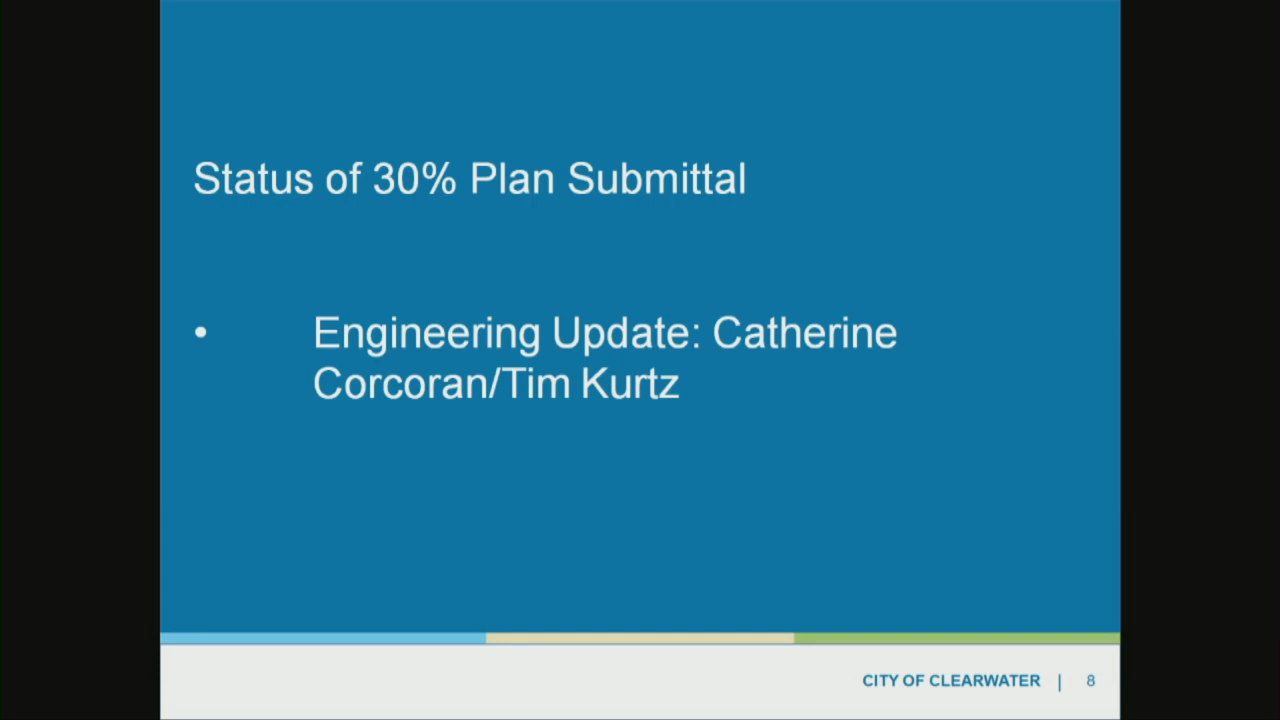 Status of 30% Plan Submittal
• Engineering Update: Catherine
Corcoran/Tim Kurtz
CITY OF CLEARWATER | 8